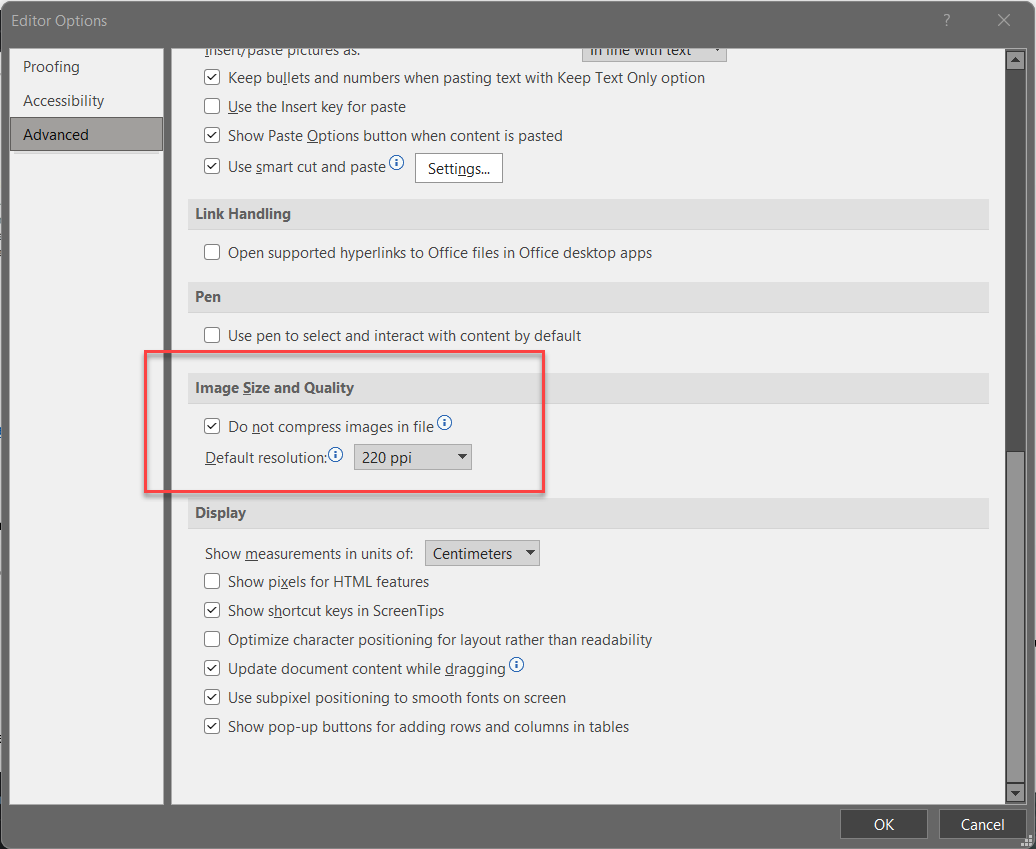 Editor Options
?
Proofing
Accessibility
Advanced
Insert/paste pictures as:
In line with text
Keep bullets and numbers when pasting text with Keep Text Only option
Use the Insert key for paste
Show Paste Options button when content is pasted
Use smart cut and paste
Settings...
Link Handling
Open supported hyperlinks to Office files in Office desktop apps
Pen
Use pen to select and interact with content by default
Image Size and Quality
Do not compress images in file
Default resolution:
220 ppi
Display
Show measurements in units of:
Centimeters
Show pixels for HTML features
Show shortcut keys in ScreenTips
Optimize character positioning for layout rather than readability
Update document content while dragging
Use subpixel positioning to smooth fonts on screen
Show pop-up buttons for adding rows and columns in tables
OK
Cancel